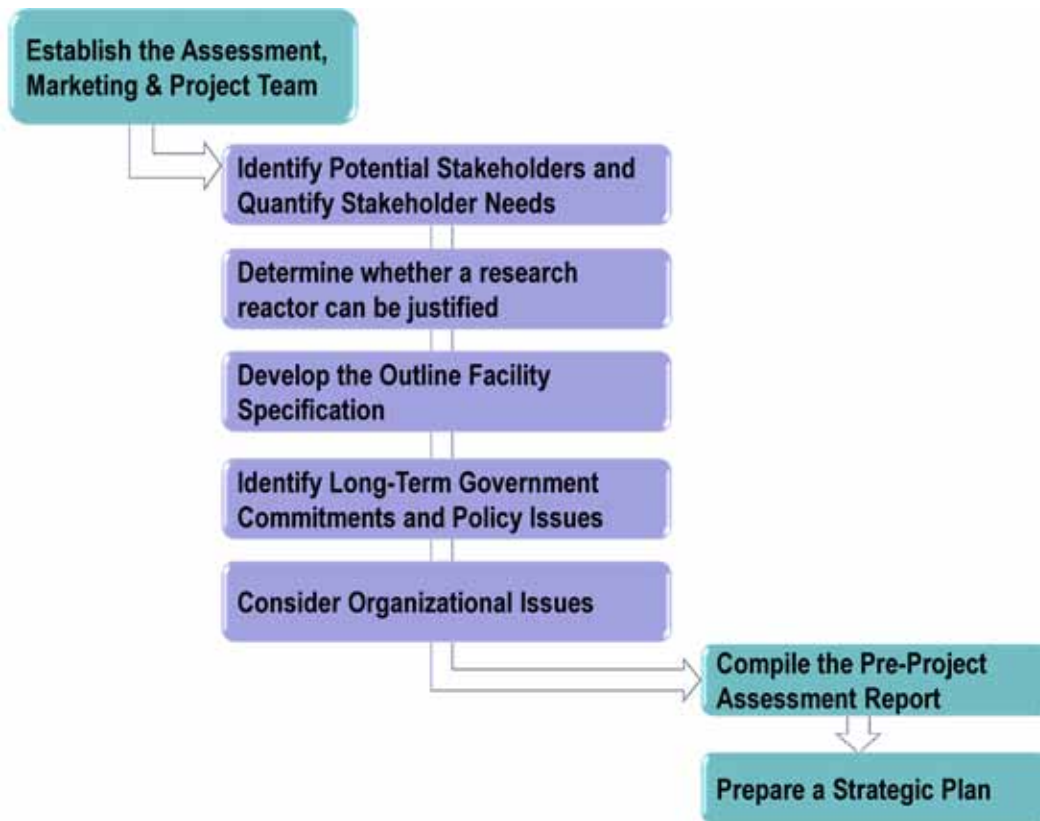 Establish the Assessment,
Marketing & Project Team
Identify Potential Stakeholders and
Quantify Stakeholder Needs
Determine whether a research
reactor can be justified
Develop the Outline Facility
Specification
Identify Long-Term Government
Commitments and Policy Issues
Consider Organizational Issues
Compile the Pre-Project
Assessment Report
Prepare a Strategic Plan